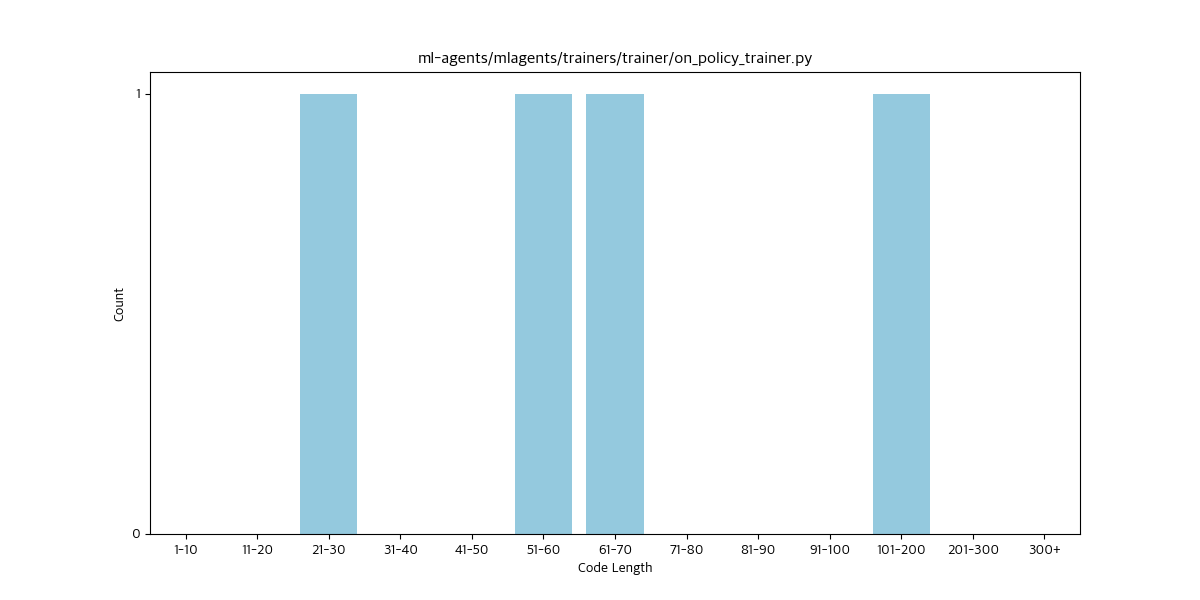 ml-agents/mlagents/trainers/trainer/on_policy_trainer.py
1
Count
0
1-10 11-20 21-30 31-40 41-50 51-60 61-70 71-80 81-90 91-100 101-200 201-300 300+
Code Length